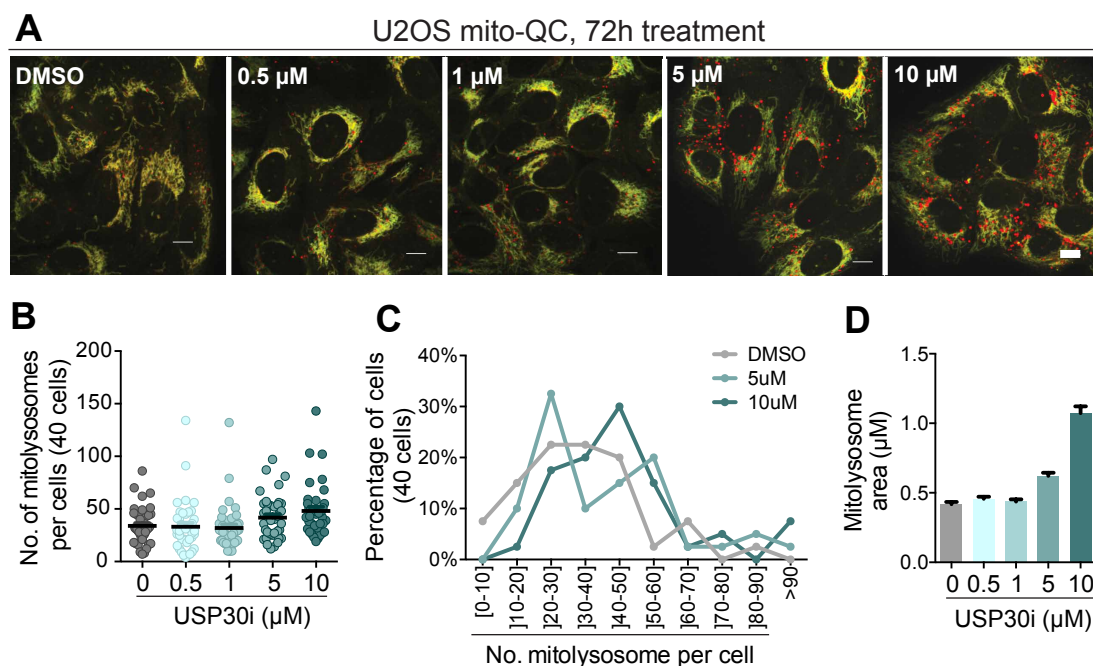 A
U2OS mito-QC, 72h treatment
DMSO
0.5 µM
1 µM
5 µM
10 µM
B
No. of mitolysosomes
per cells (40 cells)
200
150
100
50
0
0 0.5 1 5 10
USP30i (µM)
C
Percentage of cells
(40 cells)
40%
30%
20%
10%
0%
DMSO
5uM
10uM
[0-10]
]10-20]
]20-30]
]30-40]
]40-50]
]50-60]
]60-70]
]70-80]
]80-90]
>90
No. mitolysosome per cell
D
Mitolysosome
area (µM)
1.5
1.0
0.5
0.0
0 0.5 1 5 10
USP30i (µM)